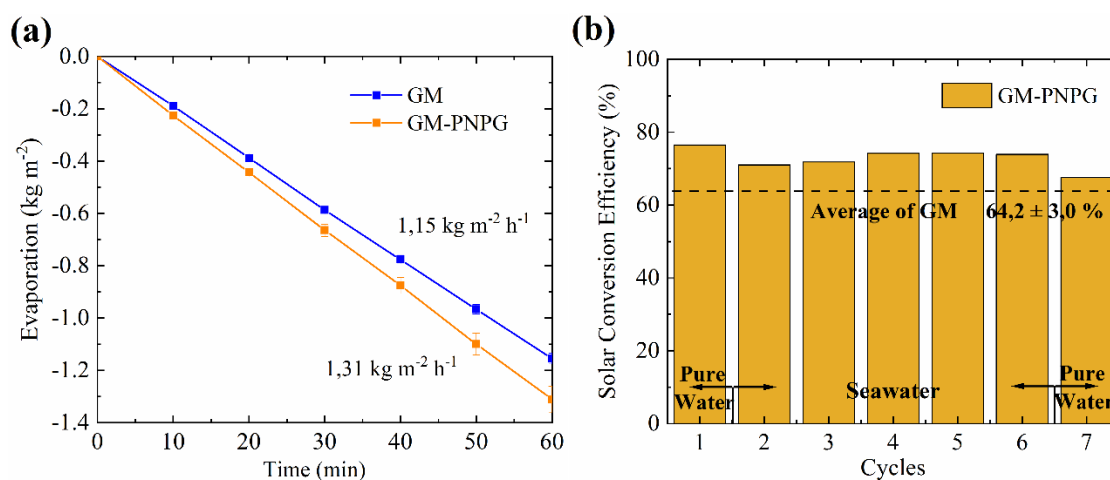 (a)
0.0
-0.2
-0.4
-0.6
-0.8
-1.0
-1.2
-1.4
Evaporation (kg m⁻²)
GM
GM-PNPG
1,15 kg m⁻² h⁻¹
1,31 kg m⁻² h⁻¹
0 10 20 30 40 50 60
Time (min)
(b)
100
80
60
40
20
0
Solar Conversion Efficiency (%)
GM-PNPG
Average of GM 64,2 ± 3,0 %
Pure
Water
Seawater
Pure
Water
1 2 3 4 5 6 7
Cycles